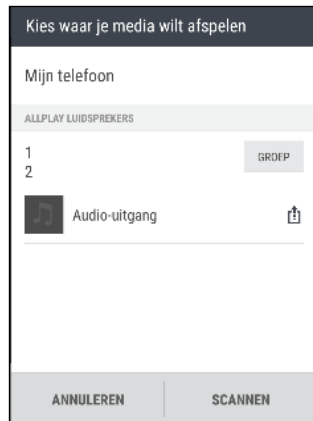 Kies waar je media wilt afspelen
Mijn telefoon
ALLPLAY LUIDSPREKERS
1
2
GROEP
Audio-uitgang
ANNULEREN
SCANNEN